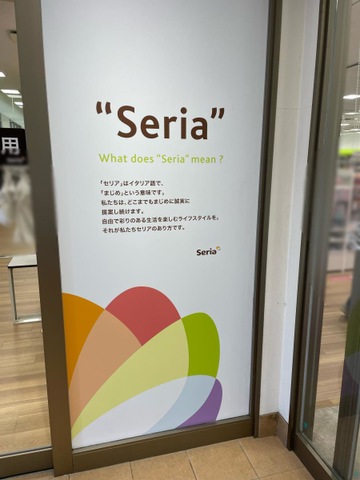 用
“Seria”
What does “Seria” mean ?
「セリア」はイタリア語で、
「まじめ」という意味です。
私たちは、どこまでもまじめに誠実に
提案し続けます。
自由で彩りのある生活を楽しむライフスタイルを。
それが私たちセリアのあり方です。
Seria